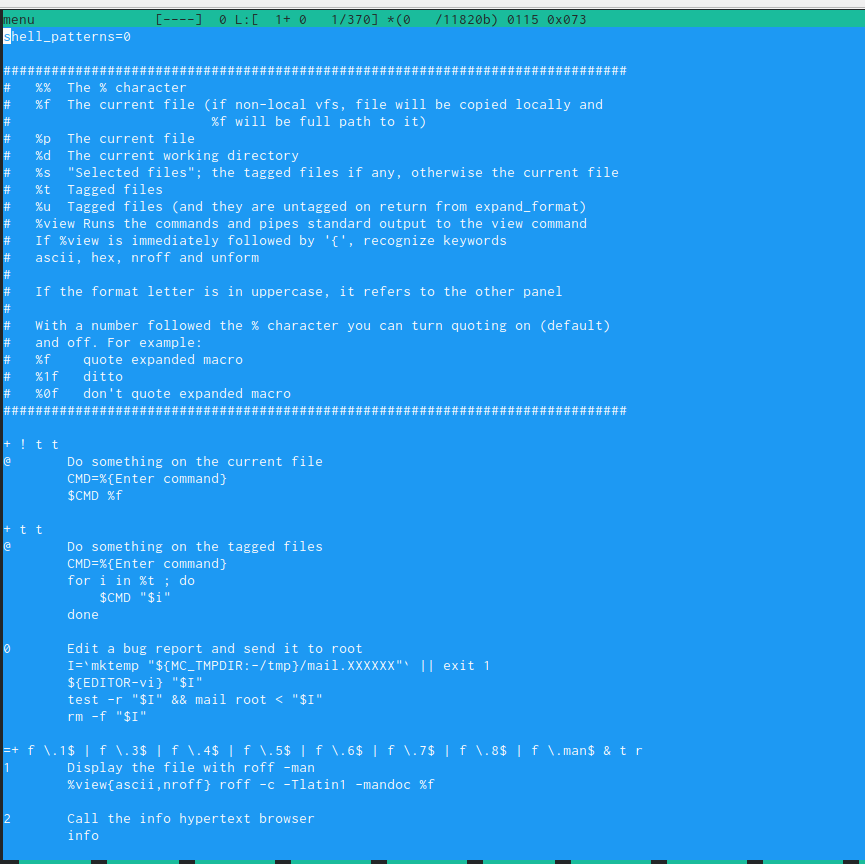 menu                [----]  0 L:[  1+ 0   1/370] *(0   /11820b) 0115 0x073
shell_patterns=0
##############################################################################
#   %%  The % character
#   %f  The current file (if non-local vfs, file will be copied locally and
#                         %f will be full path to it)
#   %p  The current file
#   %d  The current working directory
#   %s  "Selected files"; the tagged files if any, otherwise the current file
#   %t  Tagged files
#   %u  Tagged files (and they are untagged on return from expand_format)
#   %view Runs the commands and pipes standard output to the view command
#   If %view is immediately followed by '{', recognize keywords
#   ascii, hex, nroff and unform
#
#   If the format letter is in uppercase, it refers to the other panel
#
#   With a number followed the % character you can turn quoting on (default)
#   and off. For example:
#   %f    quote expanded macro
#   %1f   ditto
#   %0f   don't quote expanded macro
##############################################################################
+ ! t t
@       Do something on the current file
        CMD=%{Enter command}
        $CMD %f
+ t t
@       Do something on the tagged files
        CMD=%{Enter command}
        for i in %t ; do
            $CMD "$i"
        done
0       Edit a bug report and send it to root
        I=`mktemp "${MC_TMPDIR:-/tmp}/mail.XXXXXX"` || exit 1
        ${EDITOR-vi} "$I"
        test -r "$I" && mail root < "$I"
        rm -f "$I"
=+ f \.1$ | f \.3$ | f \.4$ | f \.5$ | f \.6$ | f \.7$ | f \.8$ | f \.man$ & t r
1       Display the file with roff -man
        %view{ascii,nroff} roff -c -Tlatin1 -mandoc %f
2       Call the info hypertext browser
        info